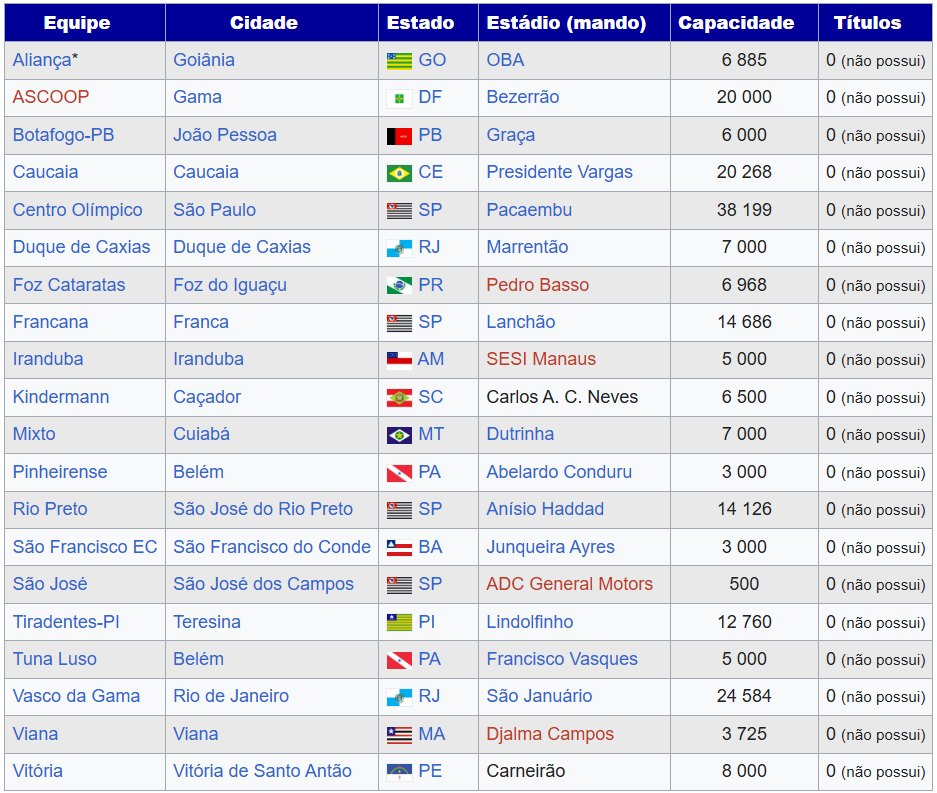 Equipe Cidade Estado Estádio (mando) Capacidade Títulos
Aliança* Goiânia GO OBA 6 885 0 (não possui)
ASCOOP Gama DF Bezerrão 20 000 0 (não possui)
Botafogo-PB João Pessoa PB Graça 6 000 0 (não possui)
Caucaia Caucaia CE Presidente Vargas 20 268 0 (não possui)
Centro Olímpico São Paulo SP Pacaembu 38 199 0 (não possui)
Duque de Caxias Duque de Caxias RJ Marrentão 7 000 0 (não possui)
Foz Cataratas Foz do Iguaçu PR Pedro Basso 6 968 0 (não possui)
Francana Franca SP Lanchão 14 686 0 (não possui)
Iranduba Iranduba AM SESI Manaus 5 000 0 (não possui)
Kindermann Caçador SC Carlos A. C. Neves 6 500 0 (não possui)
Mixto Cuiabá MT Dutrinha 7 000 0 (não possui)
Pinheirense Belém PA Abelardo Conduru 3 000 0 (não possui)
Rio Preto São José do Rio Preto SP Anísio Haddad 14 126 0 (não possui)
São Francisco EC São Francisco do Conde BA Junqueira Ayres 3 000 0 (não possui)
São José São José dos Campos SP ADC General Motors 500 0 (não possui)
Tiradentes-PI Teresina PI Lindolfinho 12 760 0 (não possui)
Tuna Luso Belém PA Francisco Vasques 5 000 0 (não possui)
Vasco da Gama Rio de Janeiro RJ São Januário 24 584 0 (não possui)
Viana Viana MA Djalma Campos 3 725 0 (não possui)
Vitória Vitória de Santo Antão PE Carneirão 8 000 0 (não possui)